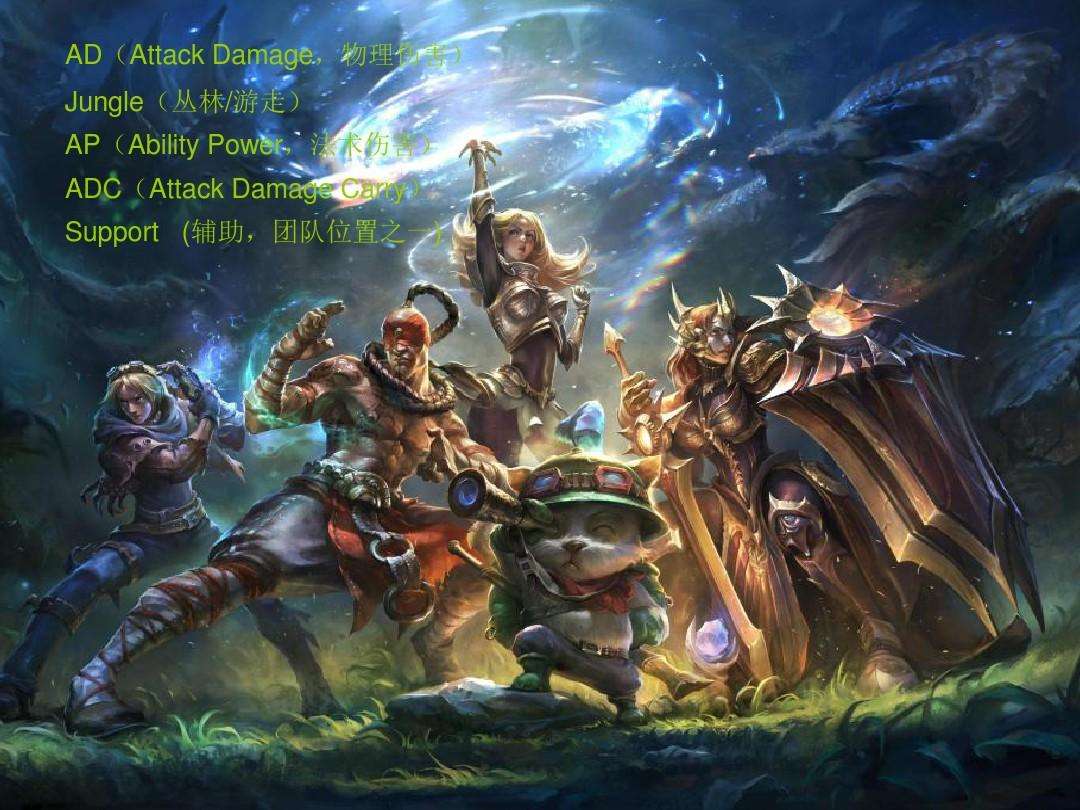 AD（Attack Damage，物理伤害）
Jungle（丛林/游走）
AP（Ability Power，法术伤害）
ADC（Attack Damage Carry）
Support （辅助，团队位置之一）